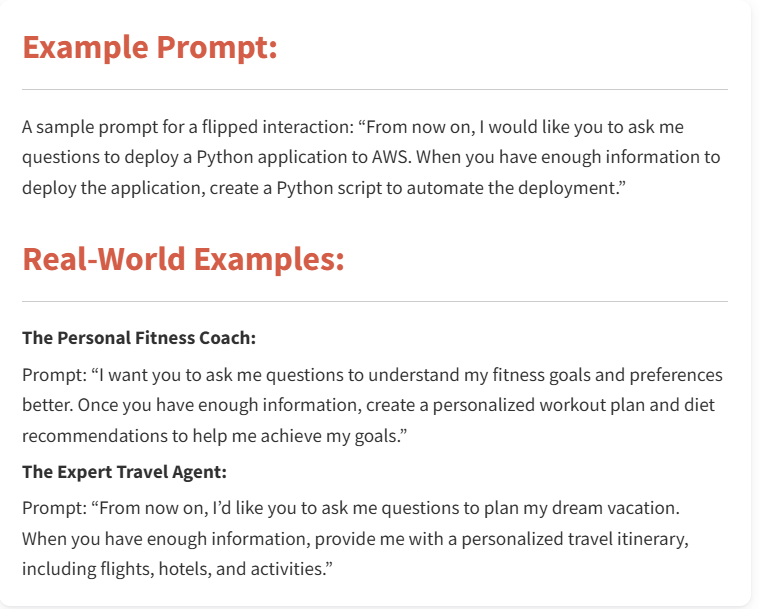 Example Prompt:
A sample prompt for a flipped interaction: “From now on, I would like you to ask me
questions to deploy a Python application to AWS. When you have enough information to
deploy the application, create a Python script to automate the deployment.”
Real-World Examples:
The Personal Fitness Coach:
Prompt: “I want you to ask me questions to understand my fitness goals and preferences
better. Once you have enough information, create a personalized workout plan and diet
recommendations to help me achieve my goals.”
The Expert Travel Agent:
Prompt: “From now on, I’d like you to ask me questions to plan my dream vacation.
When you have enough information, provide me with a personalized travel itinerary,
including flights, hotels, and activities.”